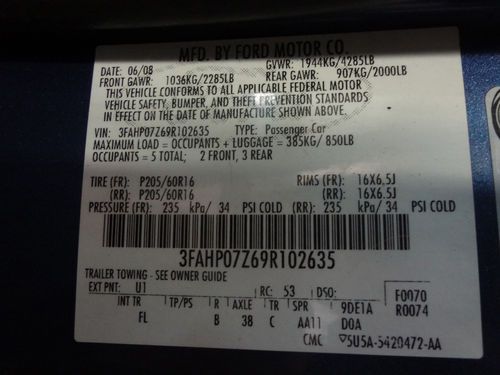 MFD. BY FORD MOTOR CO.
DATE: 06/08 GVWR: 1944KG/4285LB
FRONT GAWR: 1036KG/2285LB REAR GAWR: 907KG/2000LB
THIS VEHICLE CONFORMS TO ALL APPLICABLE FEDERAL MOTOR
VEHICLE SAFETY, BUMPER, AND THEFT PREVENTION STANDARDS
IN EFFECT ON THE DATE OF MANUFACTURE SHOWN ABOVE.
VIN: 3FAHP07Z69R102635 TYPE: Passenger Car
MAXIMUM LOAD = OCCUPANTS + LUGGAGE = 385KG/ 850LB
OCCUPANTS = 5 TOTAL; 2 FRONT, 3 REAR
TIRE (FR): P205/60R16 RIMS (FR): 16X6.5J
(RR): P205/60R16 (RR): 16X6.5J
PRESSURE (FR): 235 kPa/ 34 PSI COLD (RR): 235 kPa/ 34 PSI COLD
3FAHP07Z69R102635
TRAILER TOWING - SEE OWNER GUIDE
EXT PNT: U1 RC: 53 DSO: F0070
INT TR TP/PS R AXLE TR SPR 9DE1A R0074
FL B 38 C AA11 D0A
CMC ▽5U5A-5420472-AA